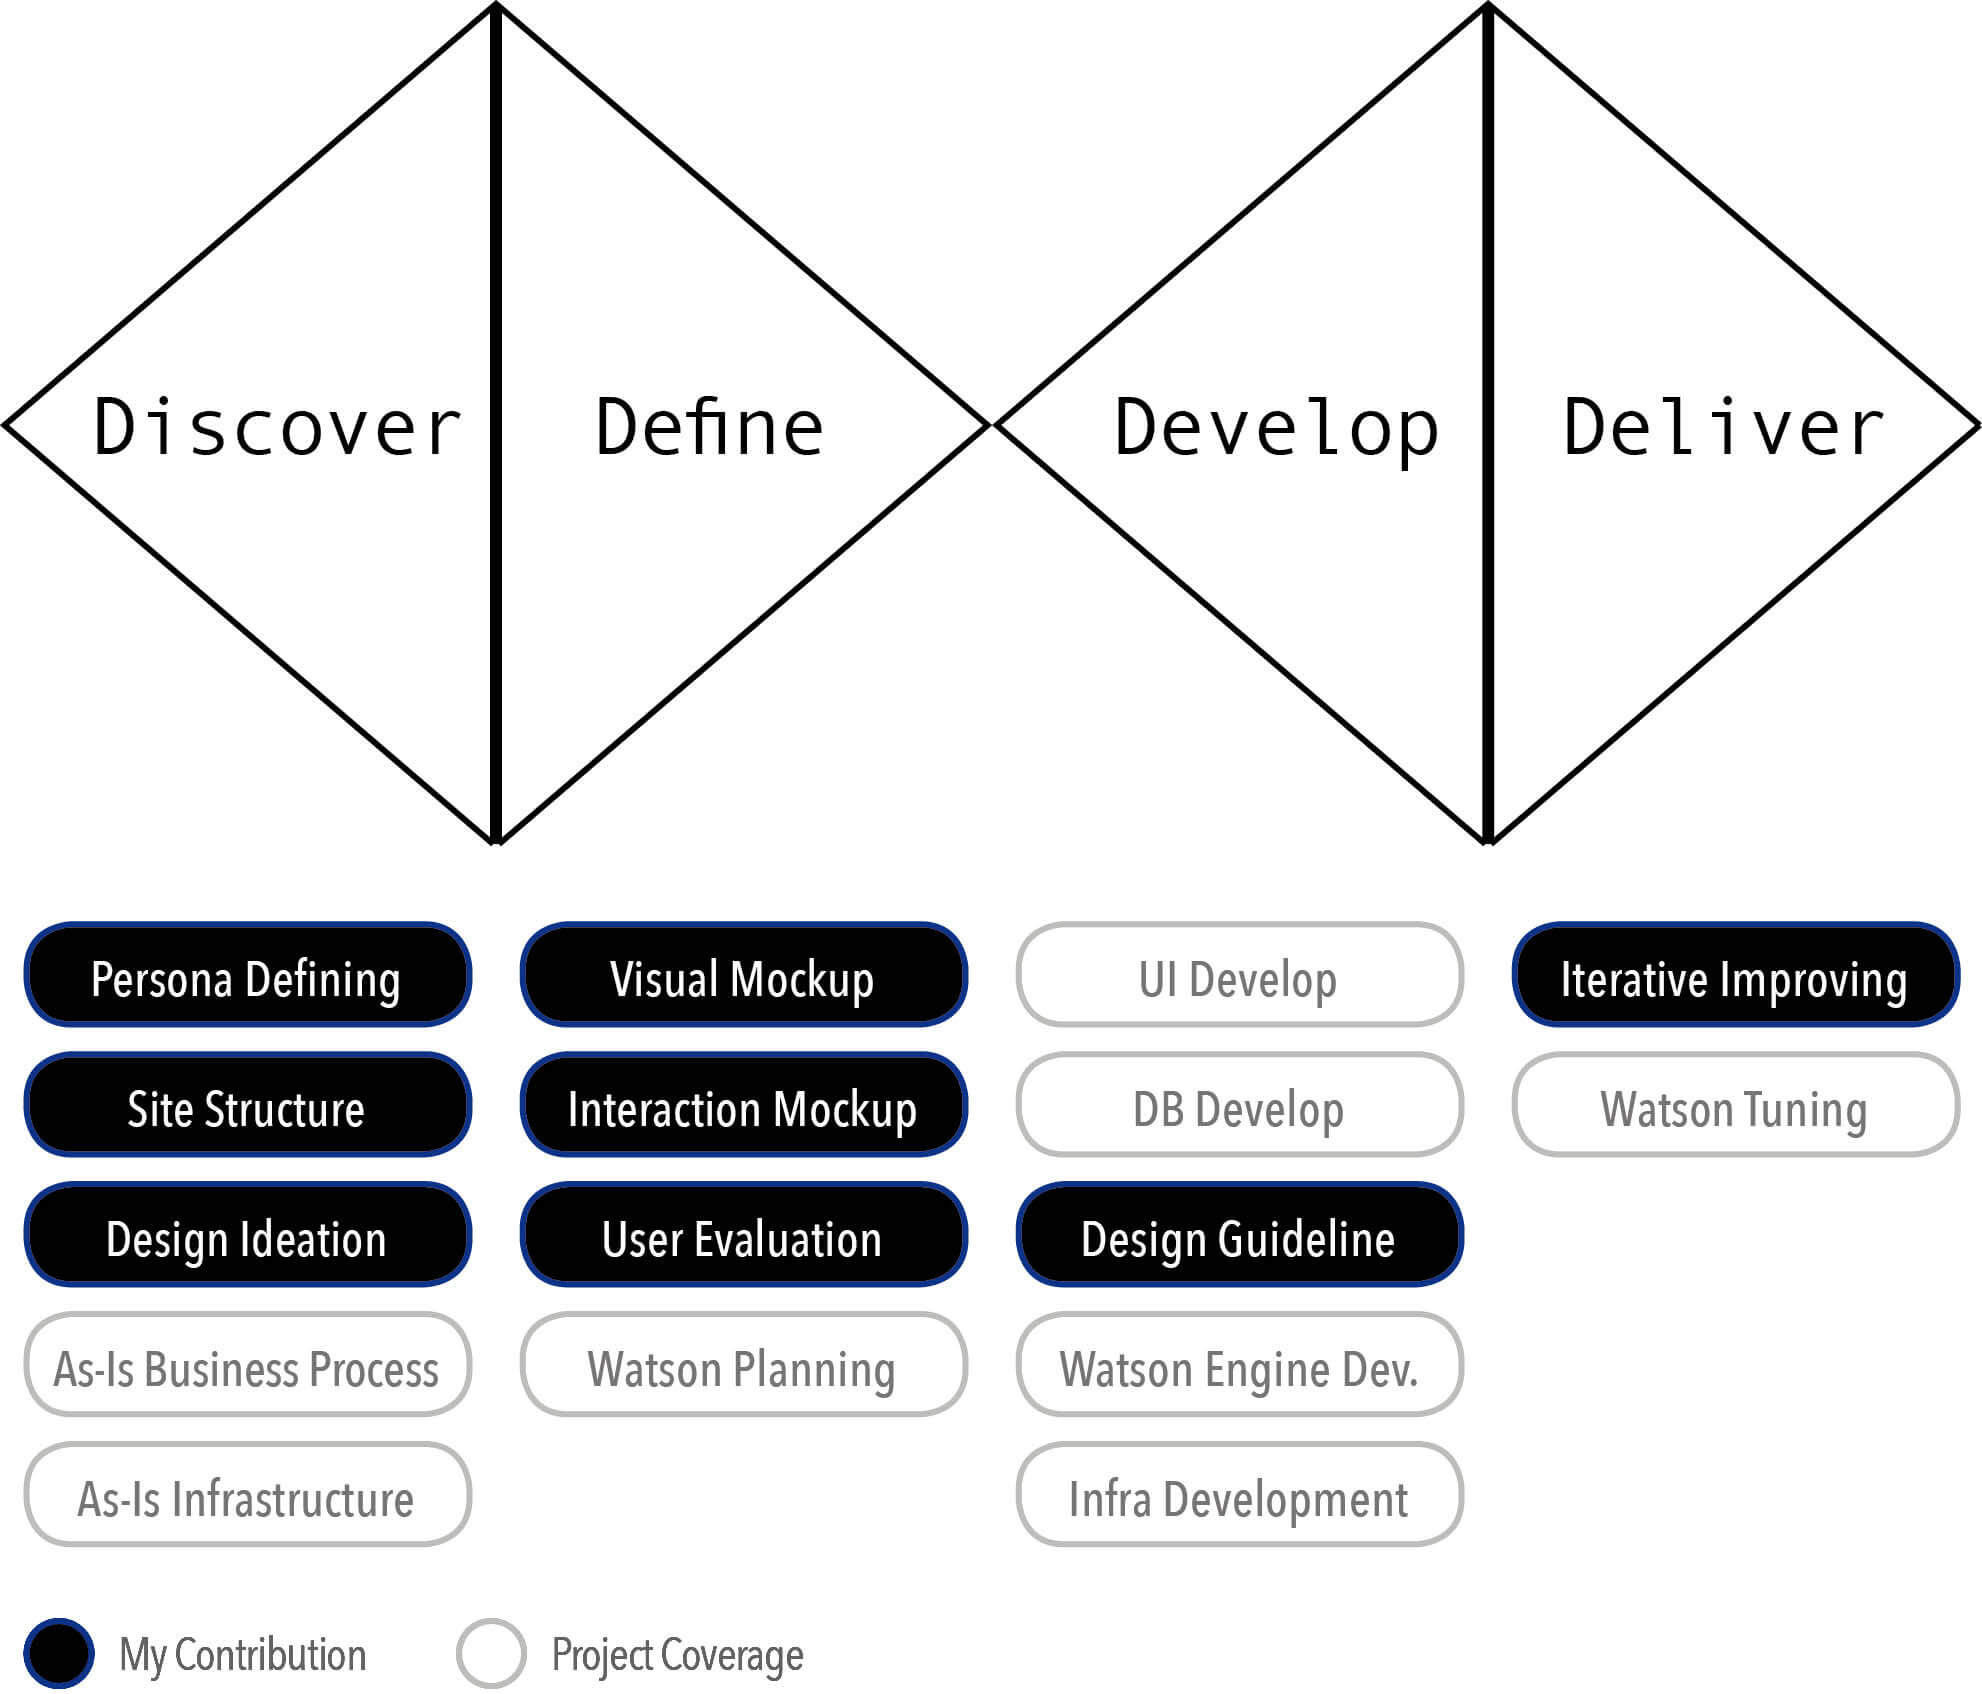 Discover
Define
Develop
Deliver
Persona Defining
Visual Mockup
UI Develop
Iterative Improving
Site Structure
Interaction Mockup
DB Develop
Watson Tuning
Design Ideation
User Evaluation
Design Guideline
As-Is Business Process
Watson Planning
Watson Engine Dev.
As-Is Infrastructure
Infra Development
My Contribution
Project Coverage